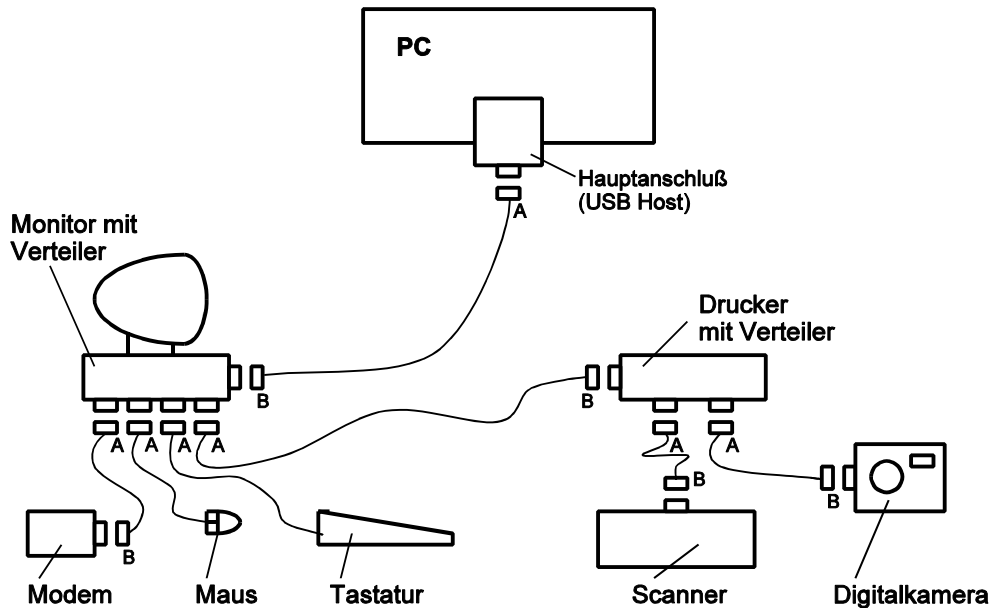 PC
Hauptanschluß
(USB Host)
A
Monitor mit
Verteiler
Drucker
mit Verteiler
B
B
A
A
A
A
A
A
B
B
B
Modem
Maus
Tastatur
Scanner
Digitalkamera